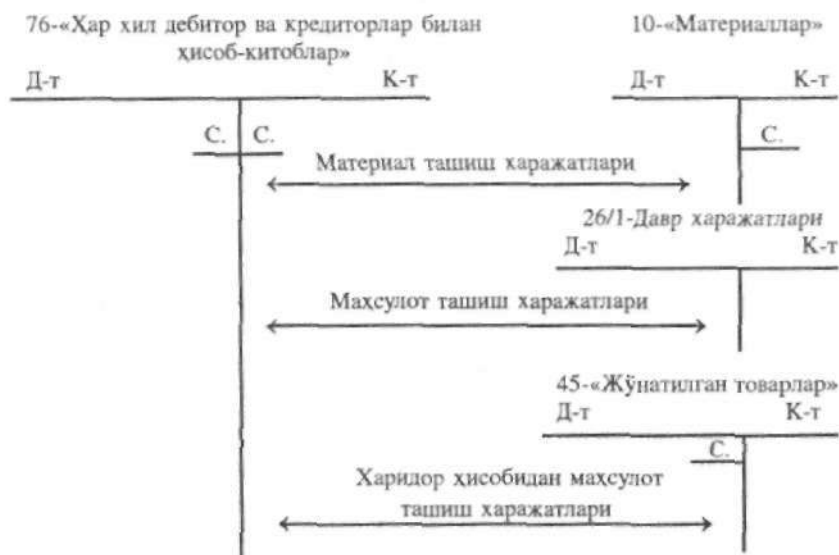 76-«Ҳар хил дебитор ва кредиторлар билан
ҳисоб-китоблар»
Д-т К-т
С. С.
10-«Материаллар»
Д-т К-т
С.
Материал ташиш харажатлари
26/1-Давр харажатлари
Д-т К-т
Маҳсулот ташиш харажатлари
45-«Жўнатилган товарлар»
Д-т К-т
С.
Харидор ҳисобидан маҳсулот
ташиш харажатлари